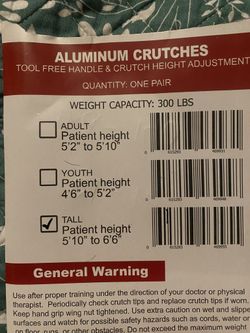 ALUMINUM CRUTCHES
TOOL FREE HANDLE & CRUTCH HEIGHT ADJUSTMENT
QUANTITY: ONE PAIR
WEIGHT CAPACITY: 300 LBS
ADULT
Patient height
5'2" to 5'10"
YOUTH
Patient height
4'6" to 5'2"
TALL
Patient height
5'10" to 6'6"
General Warning
Use after proper training under the direction of your doctor or physical
therapist. Periodically check crutch tips and replace crutch tips if worn.
Keep hand grip wing nut tightened. Use extra caution on wet and slippery
surfaces and watch for possible safety hazards such as cords, water
on floor, rugs, or other obstacles. Do not exceed the maximum weight